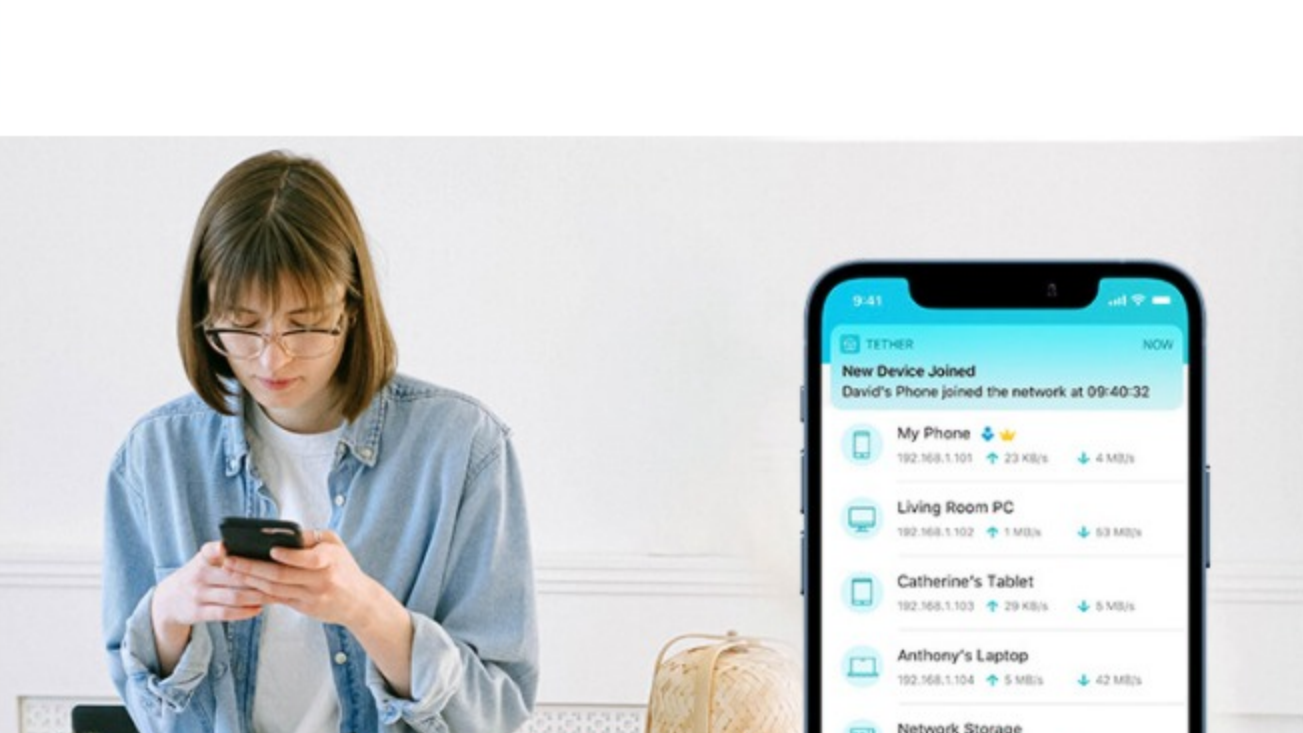 9:41
TETHER NOW
New Device Joined
David's Phone joined the network at 09:40:32
My Phone
192.168.1.101 23 KB/s 4 MB/s
Living Room PC
192.168.1.102 1 MB/s 53 MB/s
Catherine's Tablet
192.168.1.103 29 KB/s 5 MB/s
Anthony's Laptop
192.168.1.104 5 MB/s 42 MB/s
Network Storage